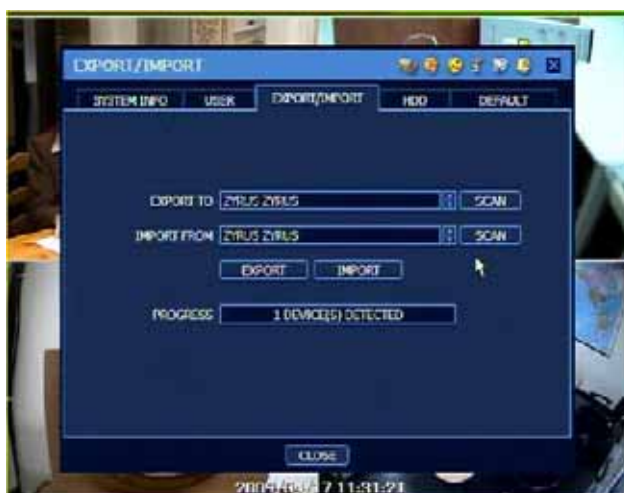 EXPORT/IMPORT
SYSTEM INFO USER EXPORT/IMPORT HDD DEFAULT
EXPORT TO ZYRUS ZYRUS SCAN
IMPORT FROM ZYRUS ZYRUS SCAN
EXPORT IMPORT
PROGRESS 1 DEVICE(S) DETECTED
CLOSE
11:31:21